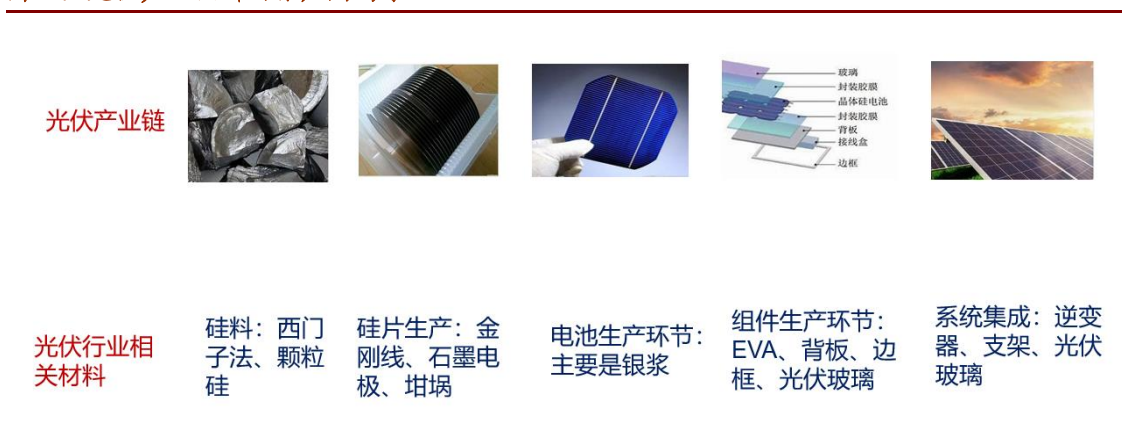 光伏产业链
玻璃
封装胶膜
晶体硅电池
封装胶膜
背板
接线盒
边框
光伏行业相
关材料
硅料：西门
子法、颗粒
硅
硅片生产：金
刚线、石墨电
极、坩埚
电池生产环节：
主要是银浆
组件生产环节：
EVA、背板、边
框、光伏玻璃
系统集成：逆变
器、支架、光伏
玻璃